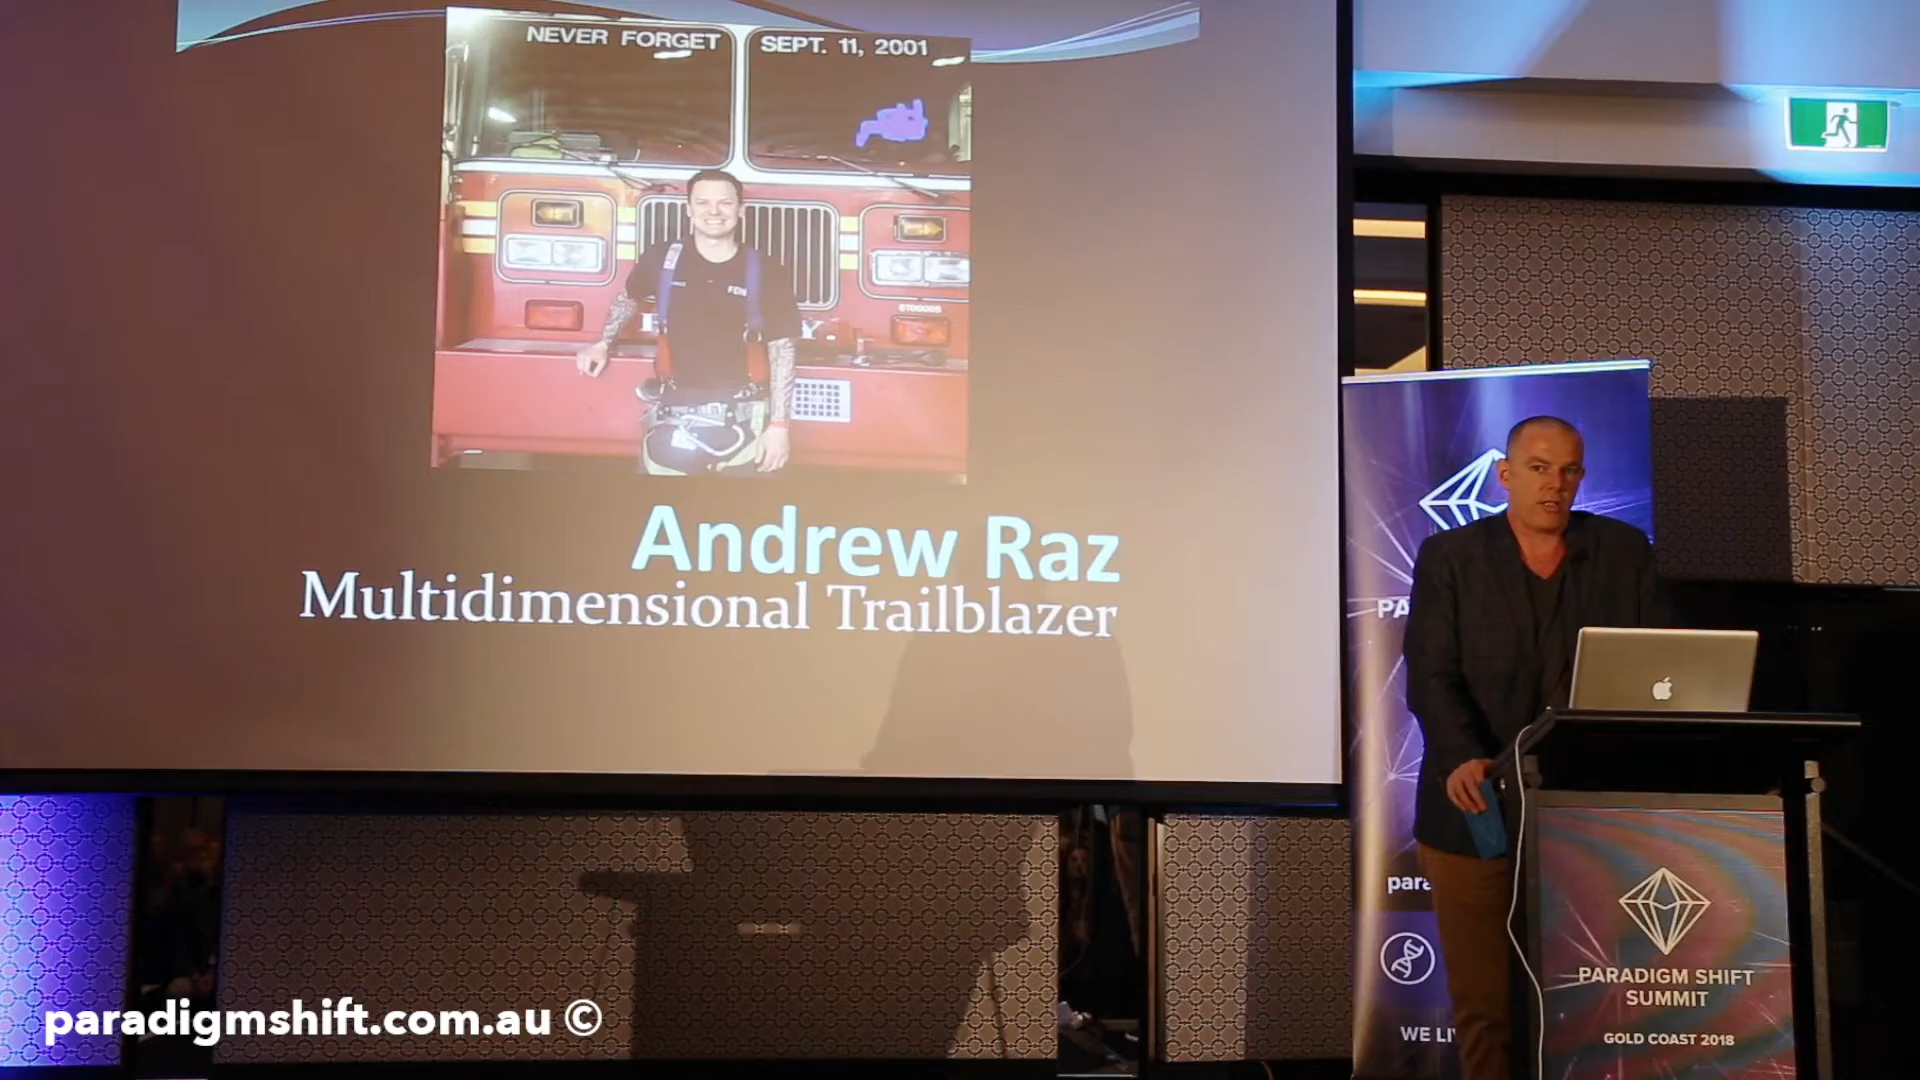 NEVER FORGET
SEPT. 11, 2001
Andrew Raz
Multidimensional Trailblazer
PARADIGM SHIFT
SUMMIT
GOLD COAST 2018
paradigmshift.com.au ©